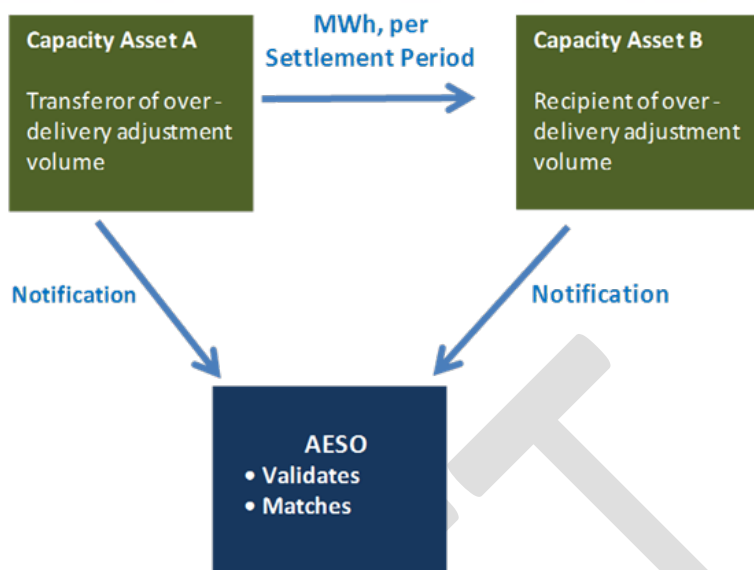 Capacity Asset A
Transferor of over-
delivery adjustment
volume
MWh, per
Settlement Period
Capacity Asset B
Recipient of over-
delivery adjustment
volume
Notification
Notification
AESO
• Validates
• Matches